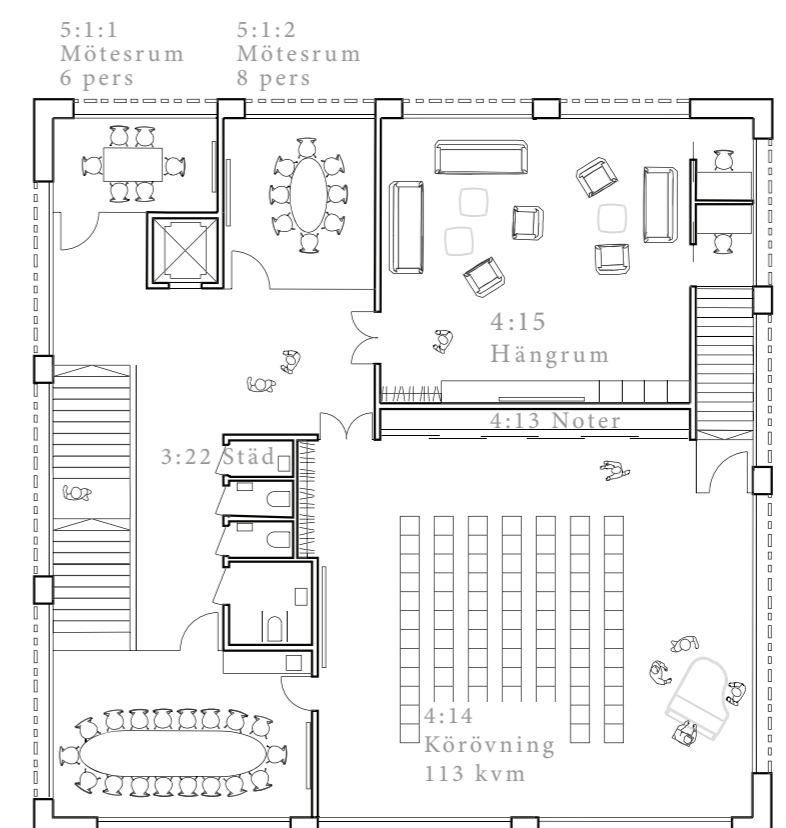 5:1:1
Mötesrum
6 pers
5:1:2
Mötesrum
8 pers
4:15
Hängrum
4:13 Noter
3:22 Städ
4:14
Körövning
113 kvm